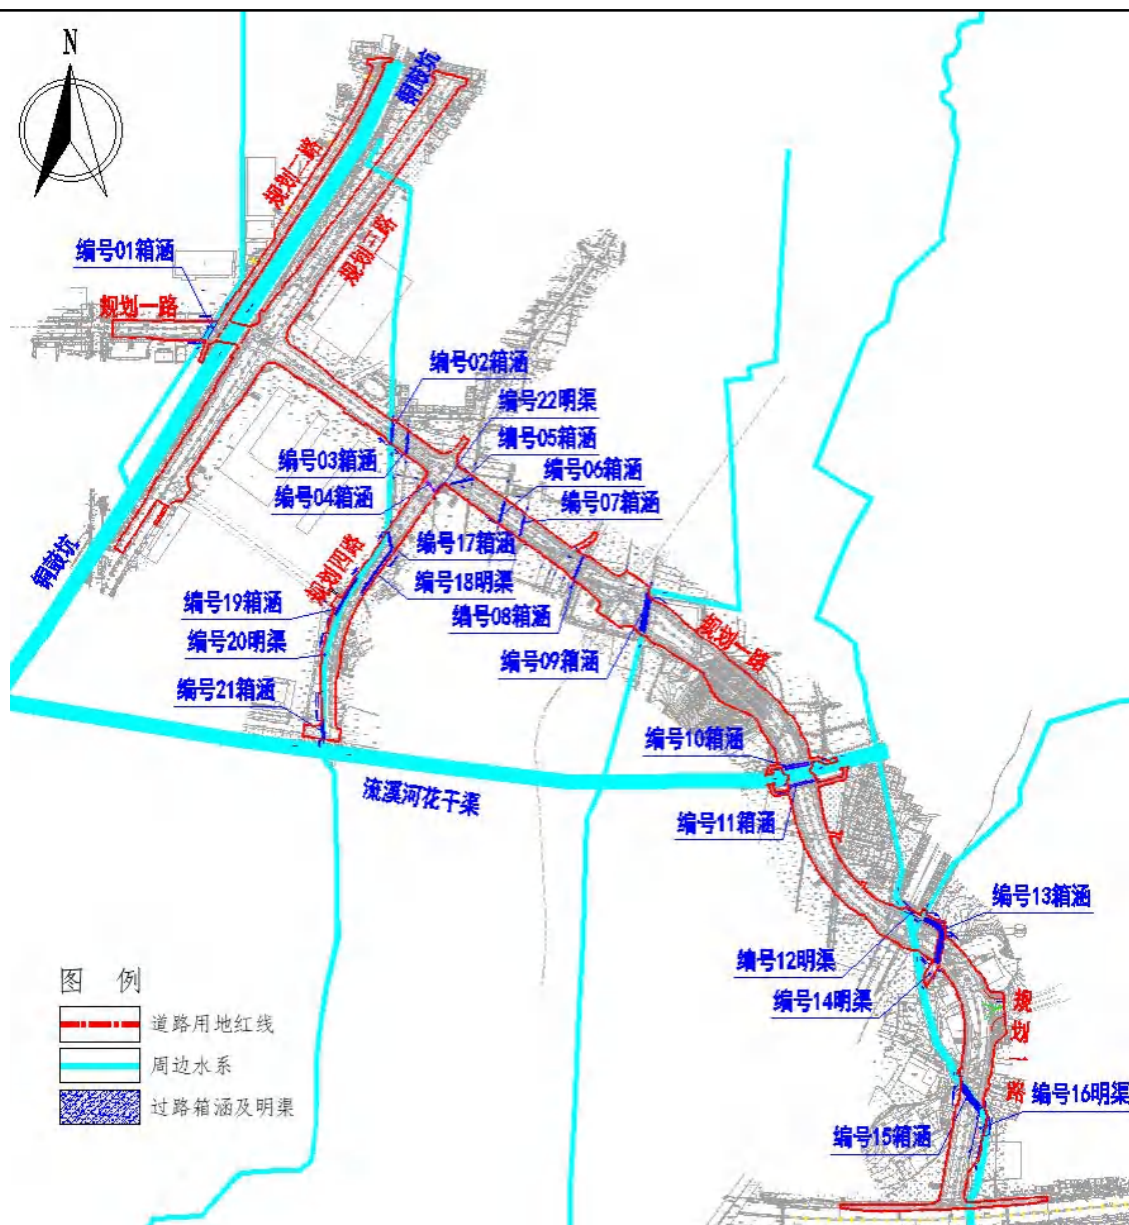 N
铜鼓坑
规划二路
规划三路
编号01箱涵
规划一路
编号02箱涵
编号22明渠
编号03箱涵
编号05箱涵
编号04箱涵
编号06箱涵
编号07箱涵
铜鼓坑
编号17箱涵
规划四路
编号18明渠
编号19箱涵
编号08箱涵
编号20明渠
规划一路
编号09箱涵
编号21箱涵
编号10箱涵
流溪河花干渠
编号11箱涵
编号13箱涵
编号12明渠
编号14明渠
规划一路
编号16明渠
编号15箱涵
图 例
道路用地红线
周边水系
过路箱涵及明渠